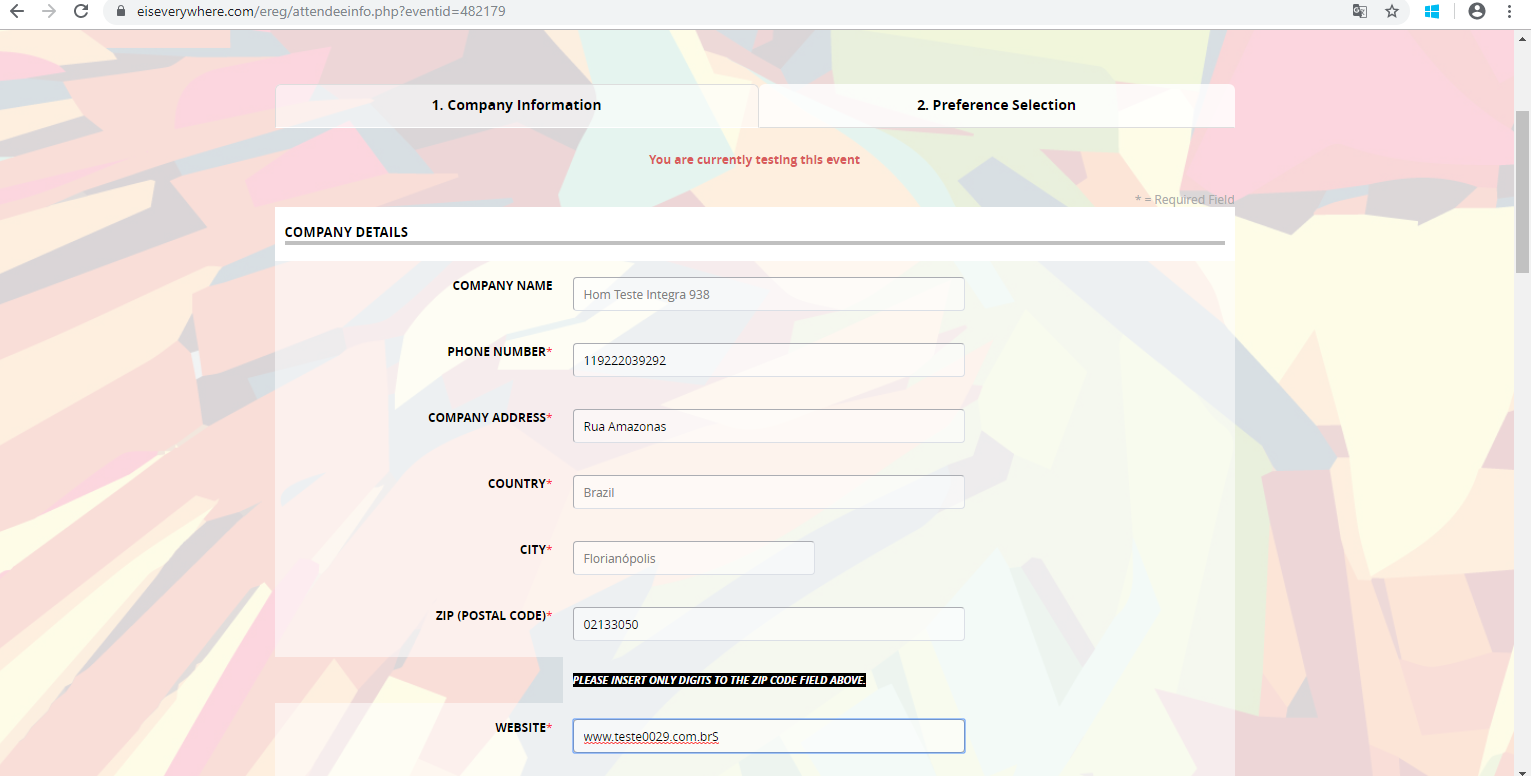 eiseverywhere.com/ereg/attendeeinfo.php?eventid=482179
1. Company Information
2. Preference Selection
You are currently testing this event
* = Required Field
COMPANY DETAILS
COMPANY NAME
Hom Teste Integra 938
PHONE NUMBER*
119222039292
COMPANY ADDRESS*
Rua Amazonas
COUNTRY*
Brazil
CITY*
Florianópolis
ZIP (POSTAL CODE)*
02133050
PLEASE INSERT ONLY DIGITS TO THE ZIP CODE FIELD ABOVE.
WEBSITE*
www.teste0029.com.brS